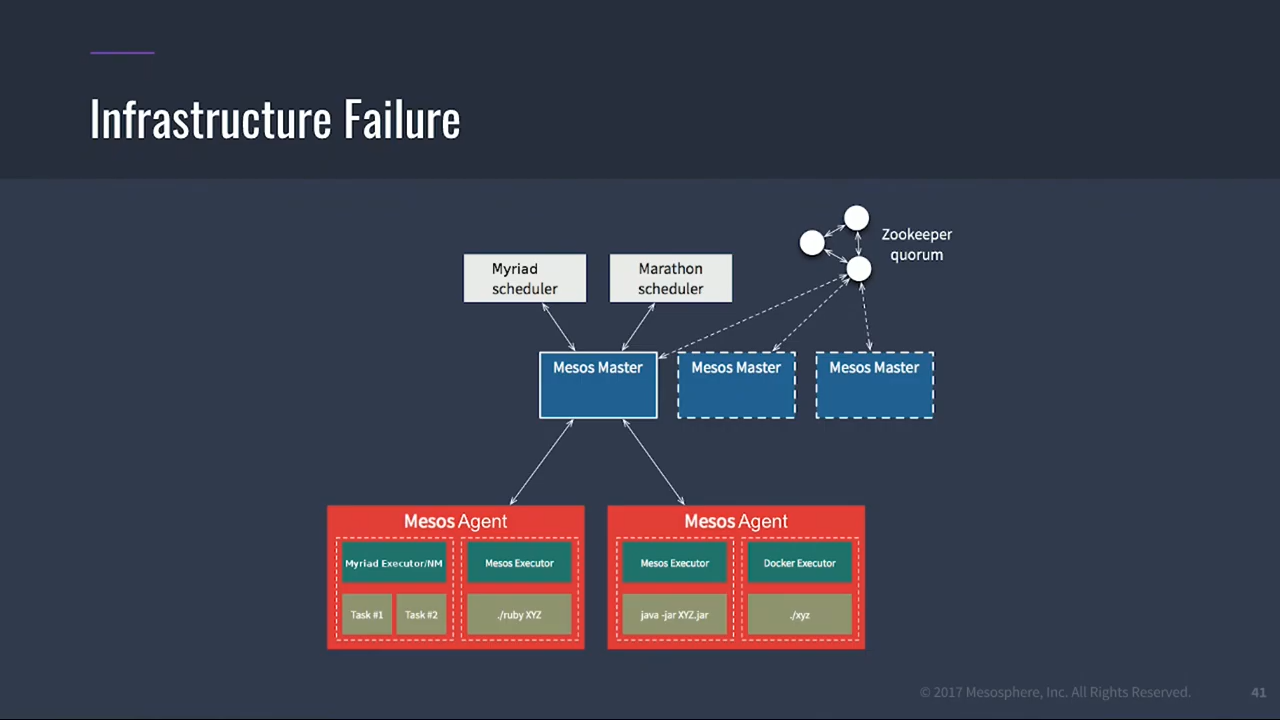 Infrastructure Failure
Zookeeper
quorum
Myriad
scheduler
Marathon
scheduler
Mesos Master
Mesos Master
Mesos Master
Mesos Agent
Myriad Executor/NM
Mesos Executor
Task #1
Task #2
./ruby XYZ
Mesos Agent
Mesos Executor
Docker Executor
java -jar XYZ.jar
./xyz
© 2017 Mesosphere, Inc. All Rights Reserved.
41